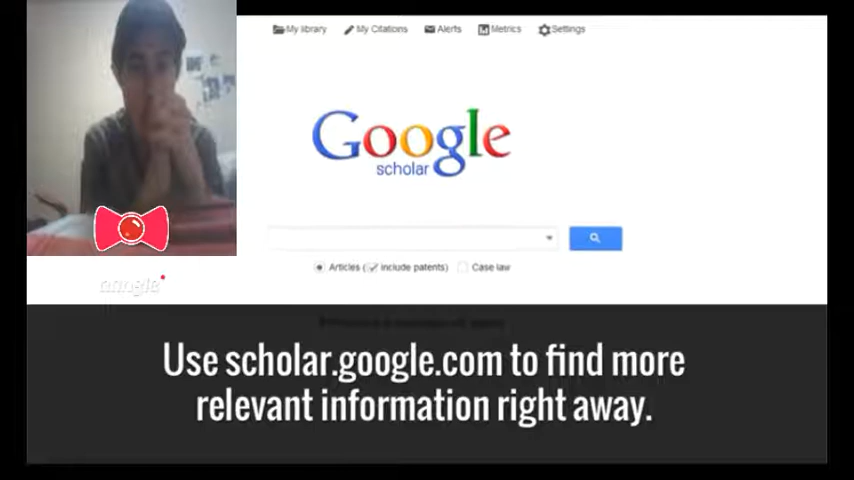 My library My Citations Alerts Metrics Settings
Google
scholar
Articles (include patents) Case law
Google
Use scholar.google.com to find more
relevant information right away.